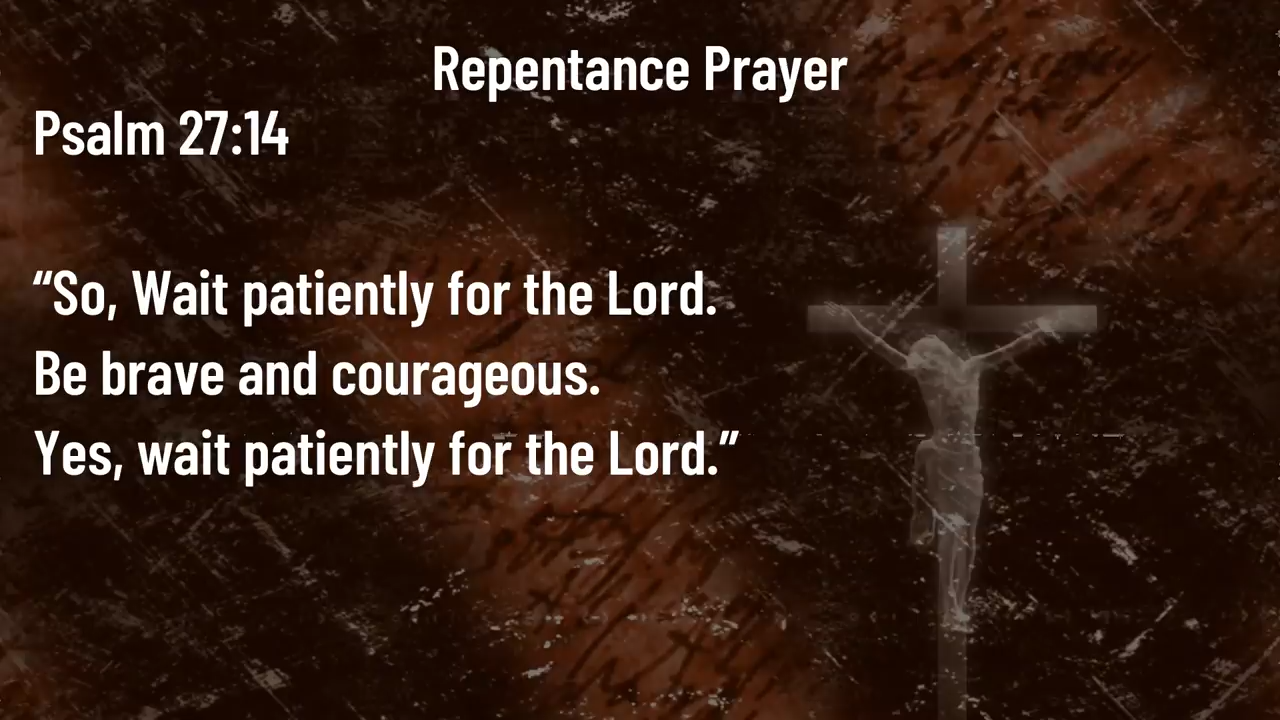 Repentance Prayer
Psalm 27:14
“So, Wait patiently for the Lord.
Be brave and courageous.
Yes, wait patiently for the Lord.”